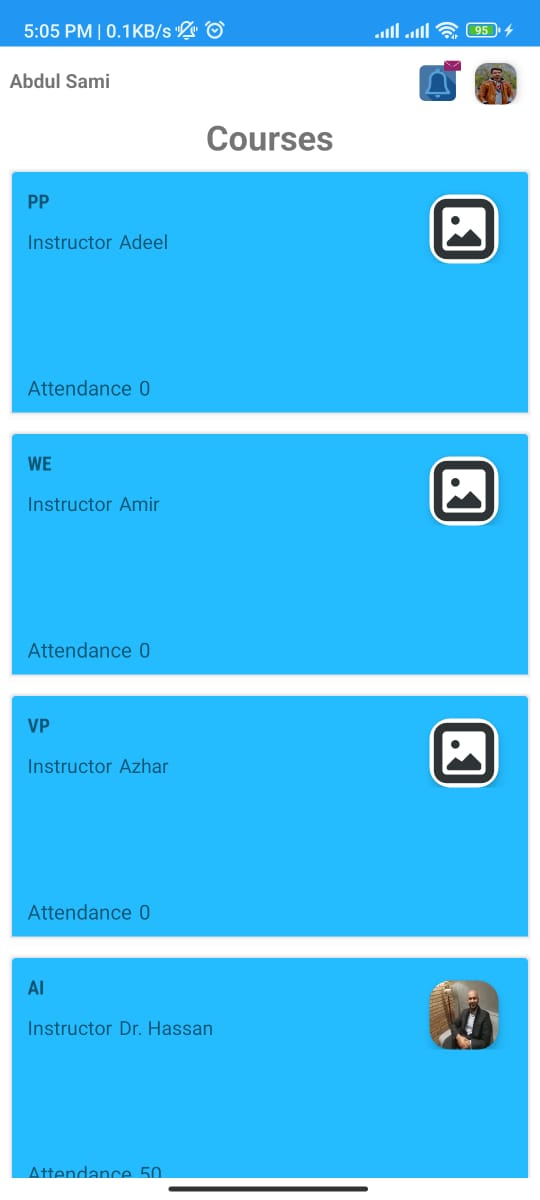 5:05 PM | 0.1KB/s
95
Abdul Sami
Courses
PP
Instructor Adeel
Attendance 0
WE
Instructor Amir
Attendance 0
VP
Instructor Azhar
Attendance 0
AI
Instructor Dr. Hassan
Attendance 50